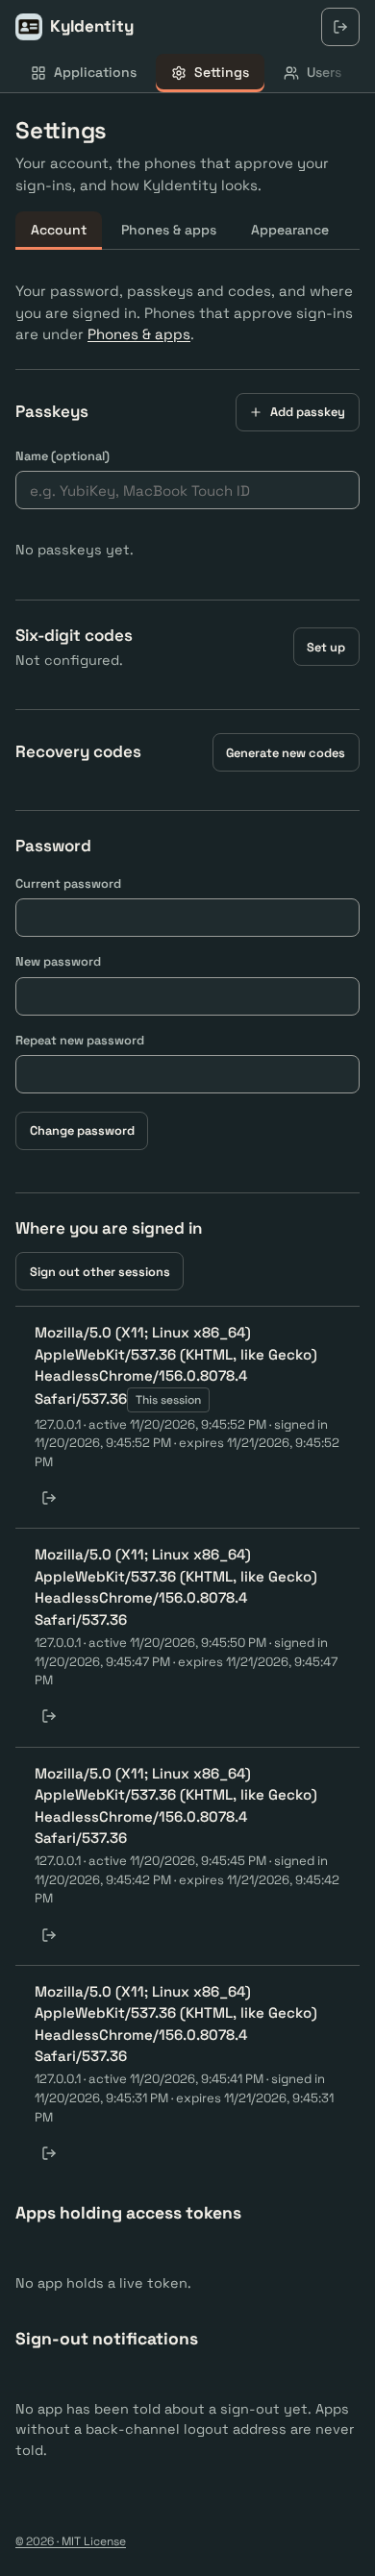 Kyldentity
Applications
Settings
Users
Settings
Your account, the phones that approve your
sign-ins, and how Kyldentity looks.
Account
Phones & apps
Appearance
Your password, passkeys and codes, and where
you are signed in. Phones that approve sign-ins
are under Phones & apps.
Passkeys
Add passkey
Name (optional)
e.g. YubiKey, MacBook Touch ID
No passkeys yet.
Six-digit codes
Not configured.
Set up
Recovery codes
Generate new codes
Password
Current password
New password
Repeat new password
Change password
Where you are signed in
Sign out other sessions
Mozilla/5.0 (X11; Linux x86_64)
AppleWebKit/537.36 (KHTML, like Gecko)
HeadlessChrome/156.0.8078.4
Safari/537.36 This session
127.0.0.1 · active 11/20/2026, 9:45:52 PM · signed in
11/20/2026, 9:45:52 PM · expires 11/21/2026, 9:45:52
PM
Mozilla/5.0 (X11; Linux x86_64)
AppleWebKit/537.36 (KHTML, like Gecko)
HeadlessChrome/156.0.8078.4
Safari/537.36
127.0.0.1 · active 11/20/2026, 9:45:50 PM · signed in
11/20/2026, 9:45:47 PM · expires 11/21/2026, 9:45:47
PM
Mozilla/5.0 (X11; Linux x86_64)
AppleWebKit/537.36 (KHTML, like Gecko)
HeadlessChrome/156.0.8078.4
Safari/537.36
127.0.0.1 · active 11/20/2026, 9:45:45 PM · signed in
11/20/2026, 9:45:42 PM · expires 11/21/2026, 9:45:42
PM
Mozilla/5.0 (X11; Linux x86_64)
AppleWebKit/537.36 (KHTML, like Gecko)
HeadlessChrome/156.0.8078.4
Safari/537.36
127.0.0.1 · active 11/20/2026, 9:45:41 PM · signed in
11/20/2026, 9:45:31 PM · expires 11/21/2026, 9:45:31
PM
Apps holding access tokens
No app holds a live token.
Sign-out notifications
No app has been told about a sign-out yet. Apps
without a back-channel logout address are never
told.
© 2026 · MIT License